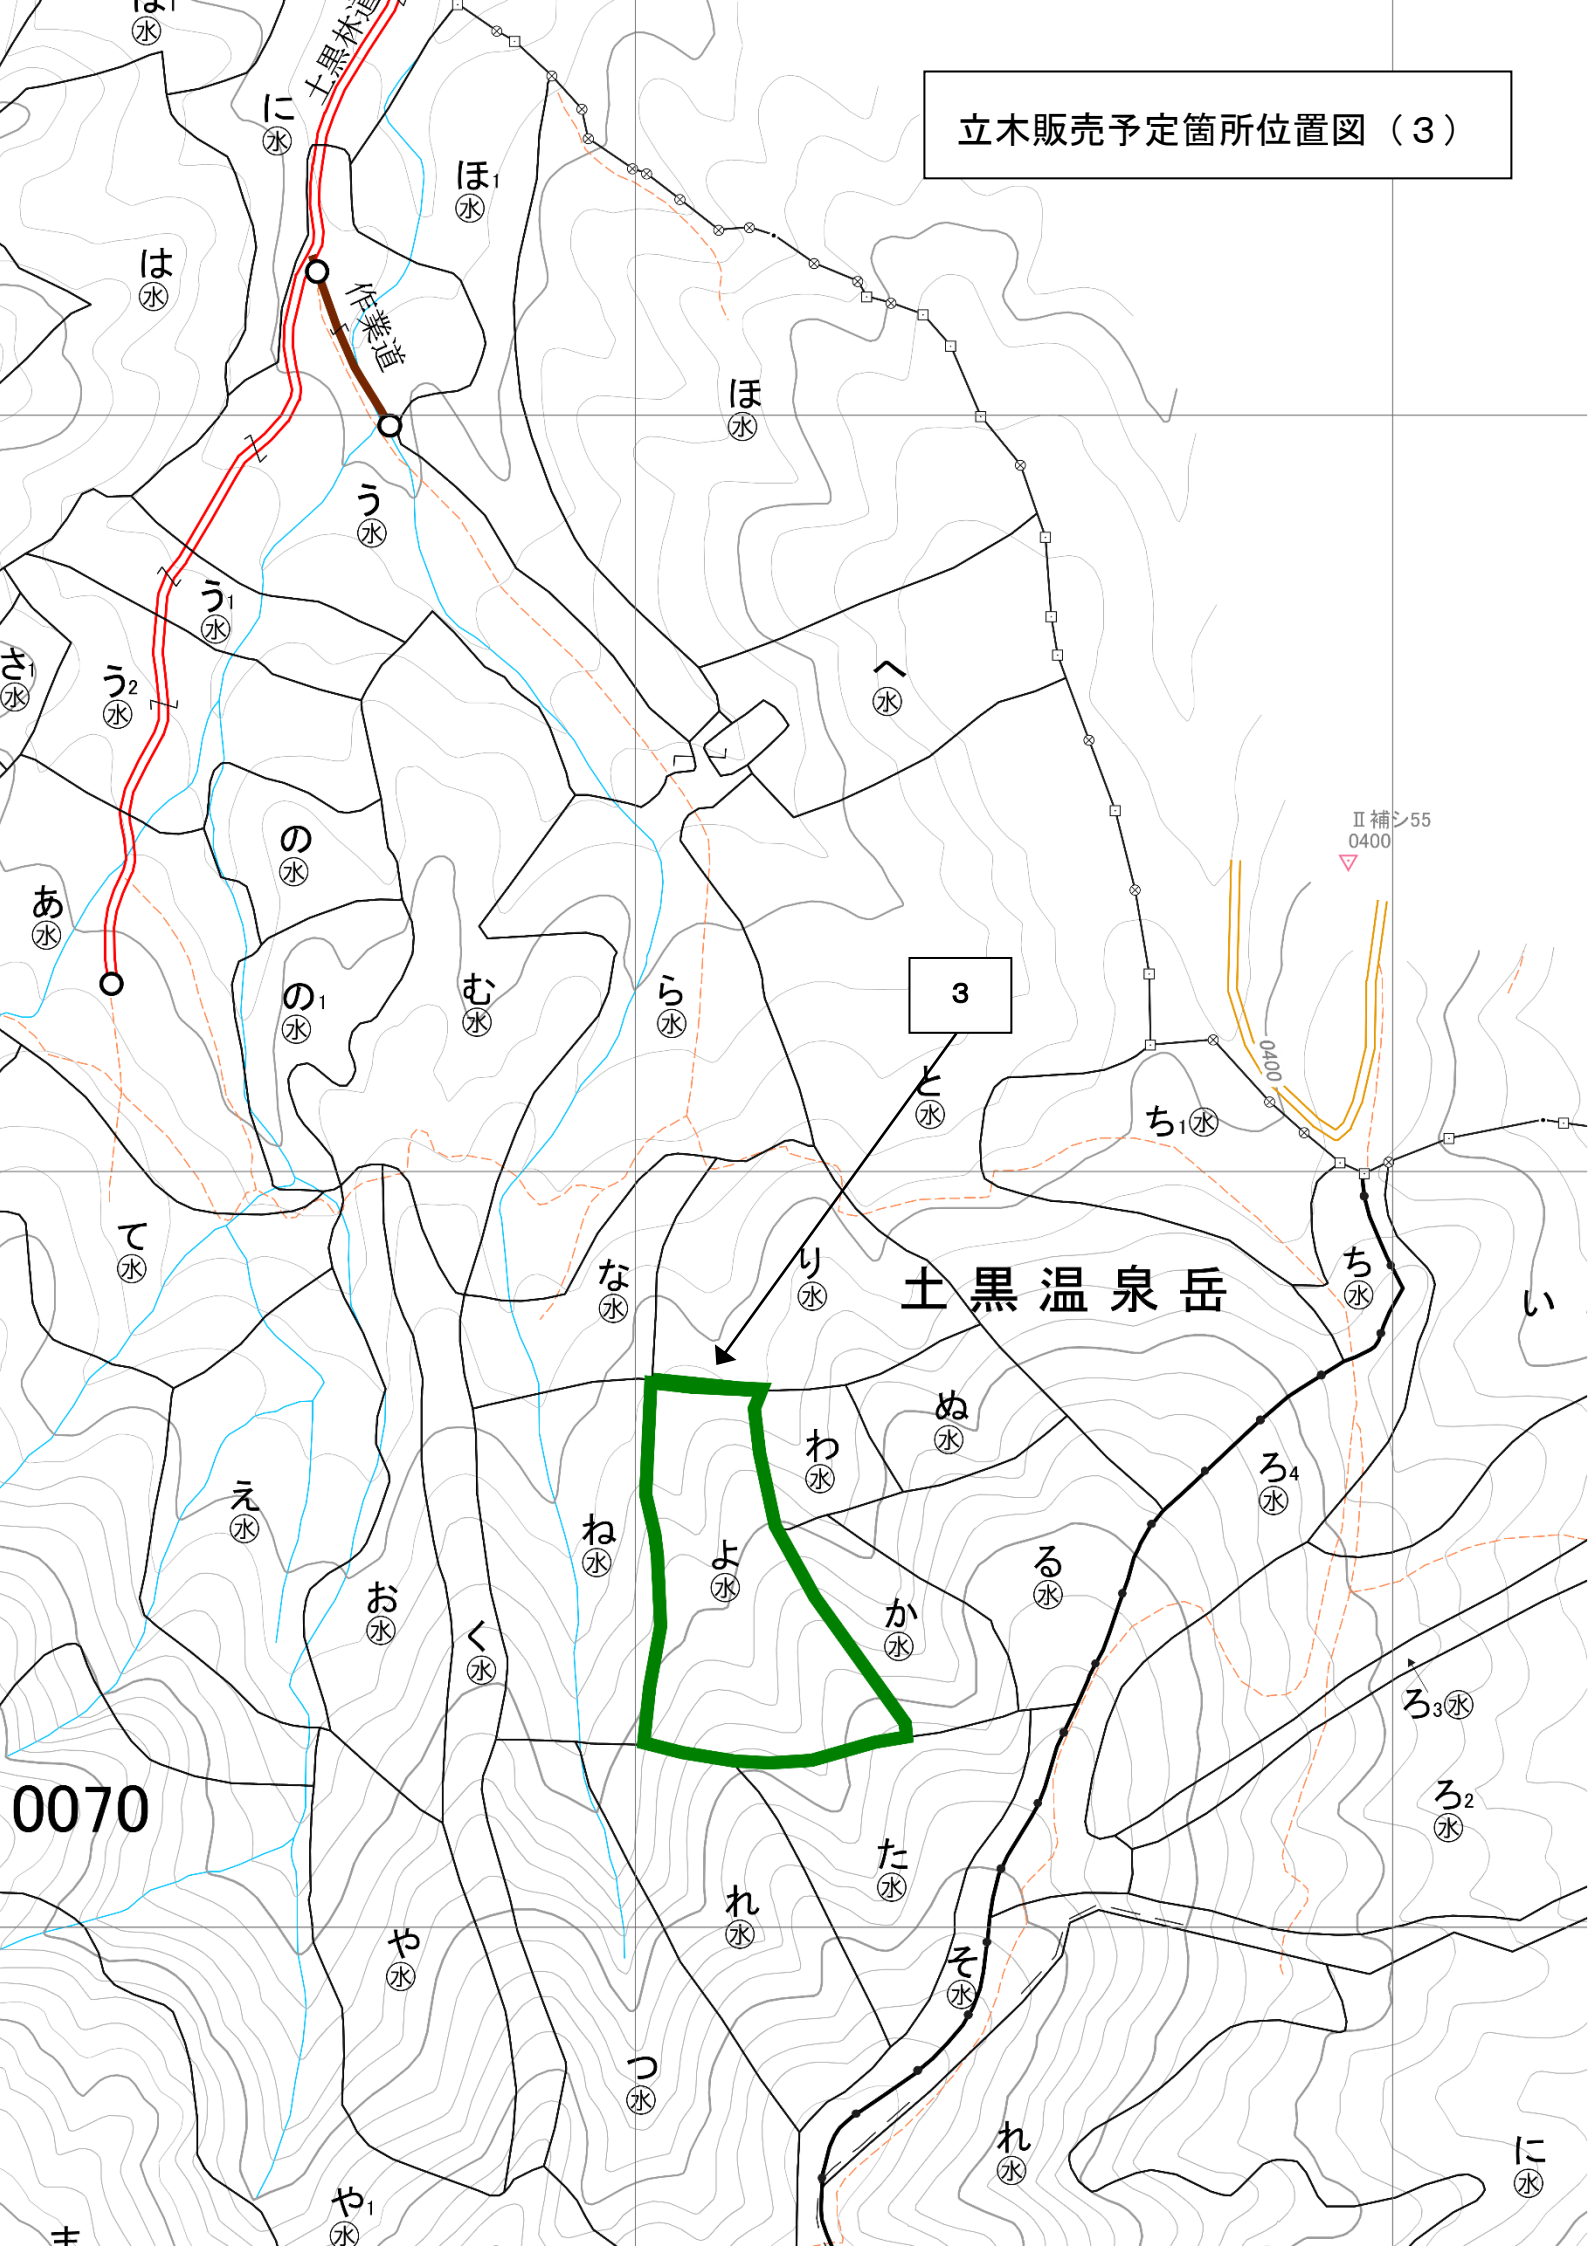 ほ1
㊌
土黒林道
立木販売予定箇所位置図（３）
に
㊌
ほ1
㊌
は
㊌
作業道
ほ
㊌
う
㊌
う1
㊌
さ1
㊌
う2
㊌
へ
㊌
Ⅱ補シ55
0400
の
㊌
あ
㊌
の1
㊌
む
㊌
ら
㊌
3
0400
と
㊌
ち1㊌
て
㊌
な
㊌
り
㊌
土黒温泉岳
ち
㊌
い
ぬ
㊌
わ
㊌
ろ4
㊌
え
㊌
ね
㊌
よ
㊌
る
㊌
お
㊌
か
㊌
く
㊌
ろ3㊌
0070
ろ2
㊌
た
㊌
れ
㊌
や
㊌
そ
㊌
つ
㊌
れ
㊌
に
㊌
や1
㊌